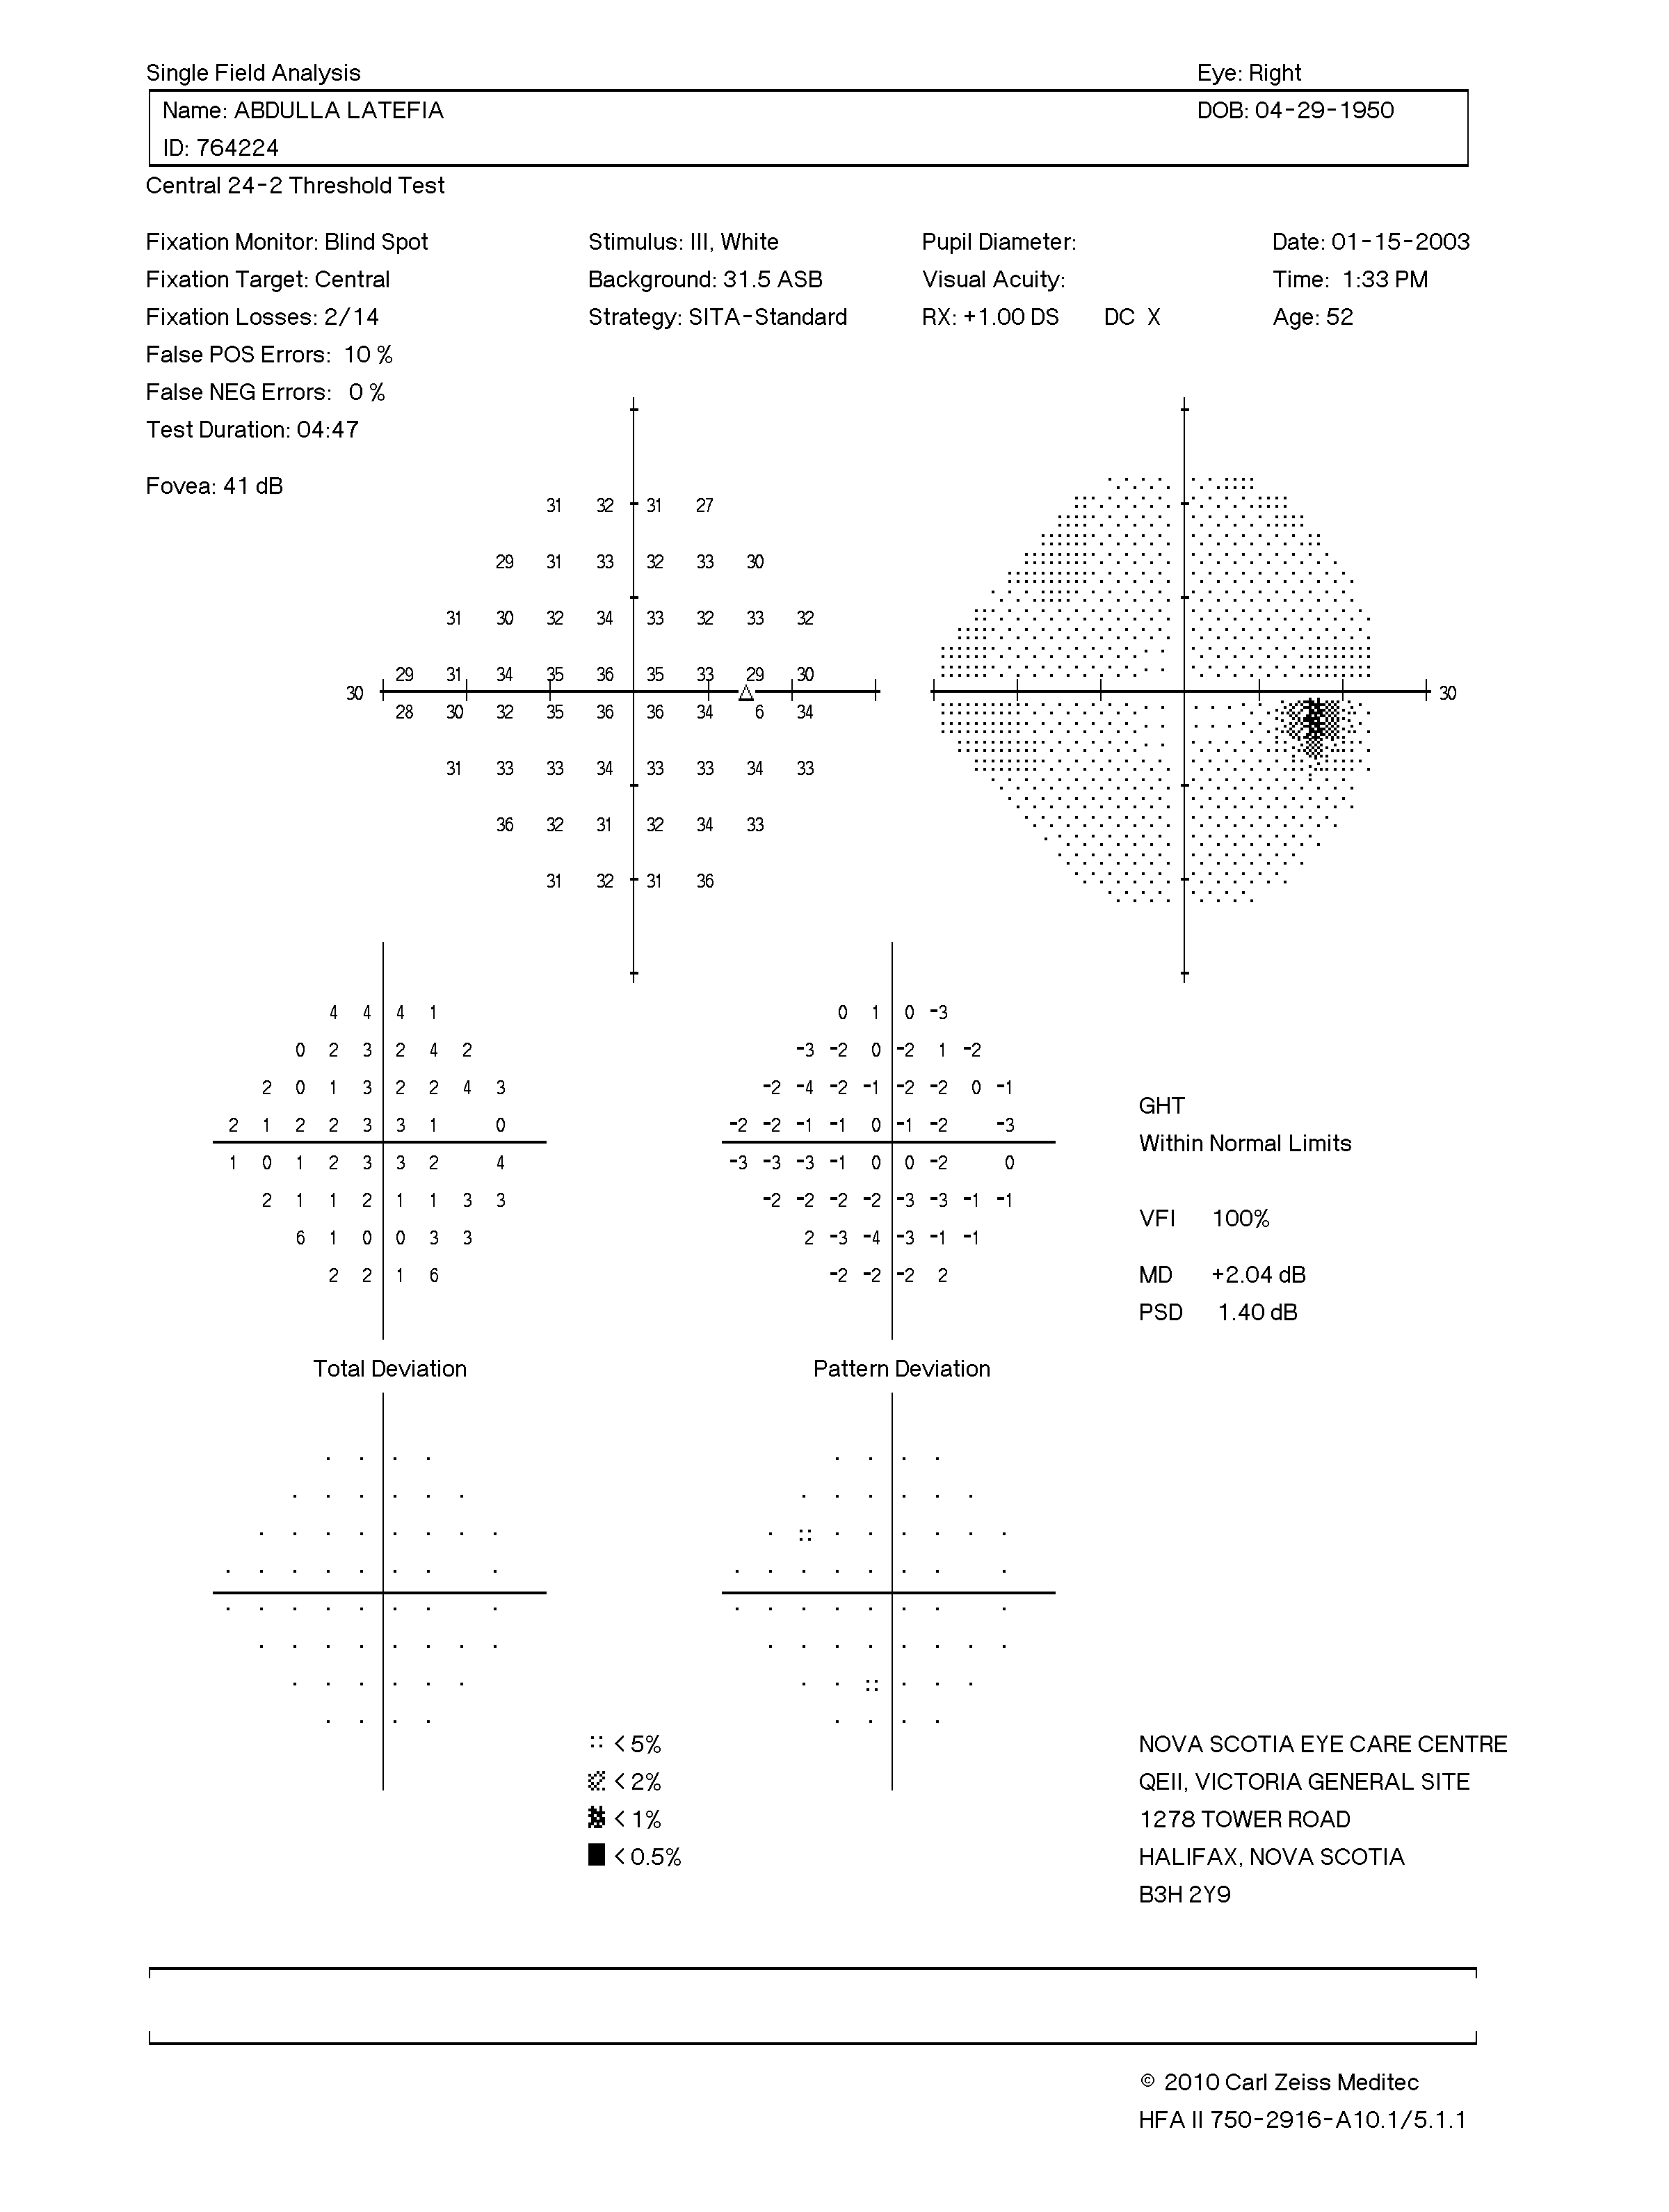 Single Field Analysis Eye: Right
Name: ABDULLA LATEFIA DOB: 04-29-1950
ID: 764224
Central 24-2 Threshold Test
Fixation Monitor: Blind Spot Stimulus: III, White Pupil Diameter: Date: 01-15-2003
Fixation Target: Central Background: 31.5 ASB Visual Acuity: Time: 1:33 PM
Fixation Losses: 2/14 Strategy: SITA-Standard RX: +1.00 DS DC X Age: 52
False POS Errors: 10 %
False NEG Errors: 0 %
Test Duration: 04:47
Fovea: 41 dB
31 32 31 27
29 31 33 32 33 30
31 30 32 34 33 32 33 32
29 31 34 35 36 35 33 29 30
30 30
28 30 32 35 36 36 34 6 34
31 33 33 34 33 33 34 33
36 32 31 32 34 33
31 32 31 36
4 4 4 1 0 1 0 -3
0 2 3 2 4 2 -3 -2 0 -2 1 -2
2 0 1 3 2 2 4 3 -2 -4 -2 -1 -2 -2 0 -1
2 1 2 2 3 3 1 0 -2 -2 -1 -1 0 -1 -2 -3
1 0 1 2 3 3 2 4 -3 -3 -3 -1 0 0 -2 0
2 1 1 2 1 1 3 3 -2 -2 -2 -2 -3 -3 -1 -1
6 1 0 0 3 3 2 -3 -4 -3 -1 -1
2 2 1 6 -2 -2 -2 2
GHT
Within Normal Limits
VFI 100%
MD +2.04 dB
PSD 1.40 dB
Total Deviation Pattern Deviation
< 5%
< 2%
< 1%
< 0.5%
NOVA SCOTIA EYE CARE CENTRE
QEII, VICTORIA GENERAL SITE
1278 TOWER ROAD
HALIFAX, NOVA SCOTIA
B3H 2Y9
© 2010 Carl Zeiss Meditec
HFA II 750-2916-A10.1/5.1.1